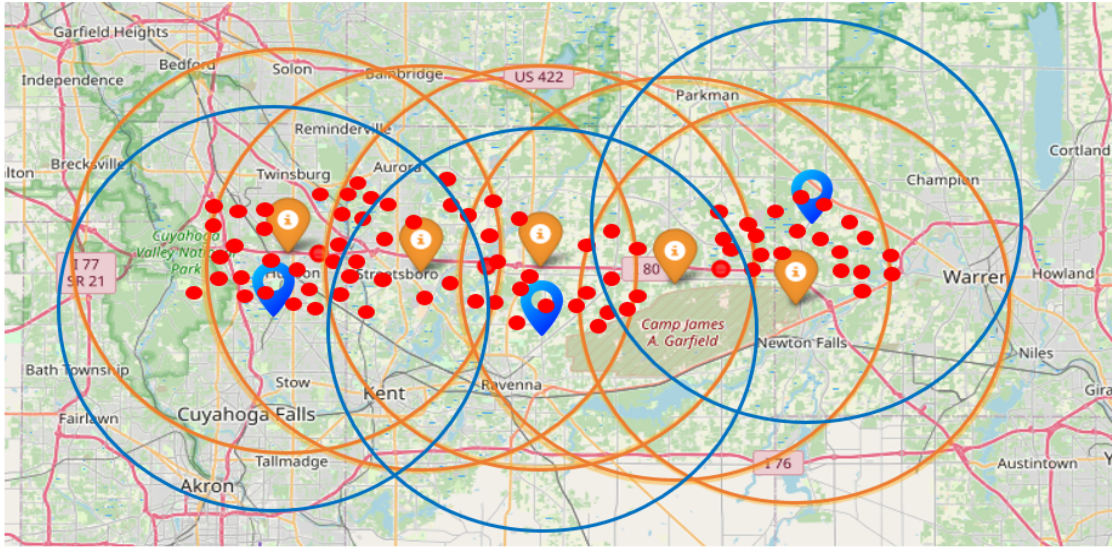 Garfield Heights
Bedford
Solon
Bainbridge
US 422
Independence
Parkman
Reminderville
Cortland
Brecksville
Aurora
Twinsburg
Champion
Cuyahoga
Valley National
Park
I 77
SR 21
Streetsboro
I 80
Warren
Howland
Camp James
A. Garfield
Newton Falls
Niles
Bath Township
Stow
Kent
Ravenna
Fairlawn
Cuyahoga Falls
Tallmadge
I 76
Austintown
Akron